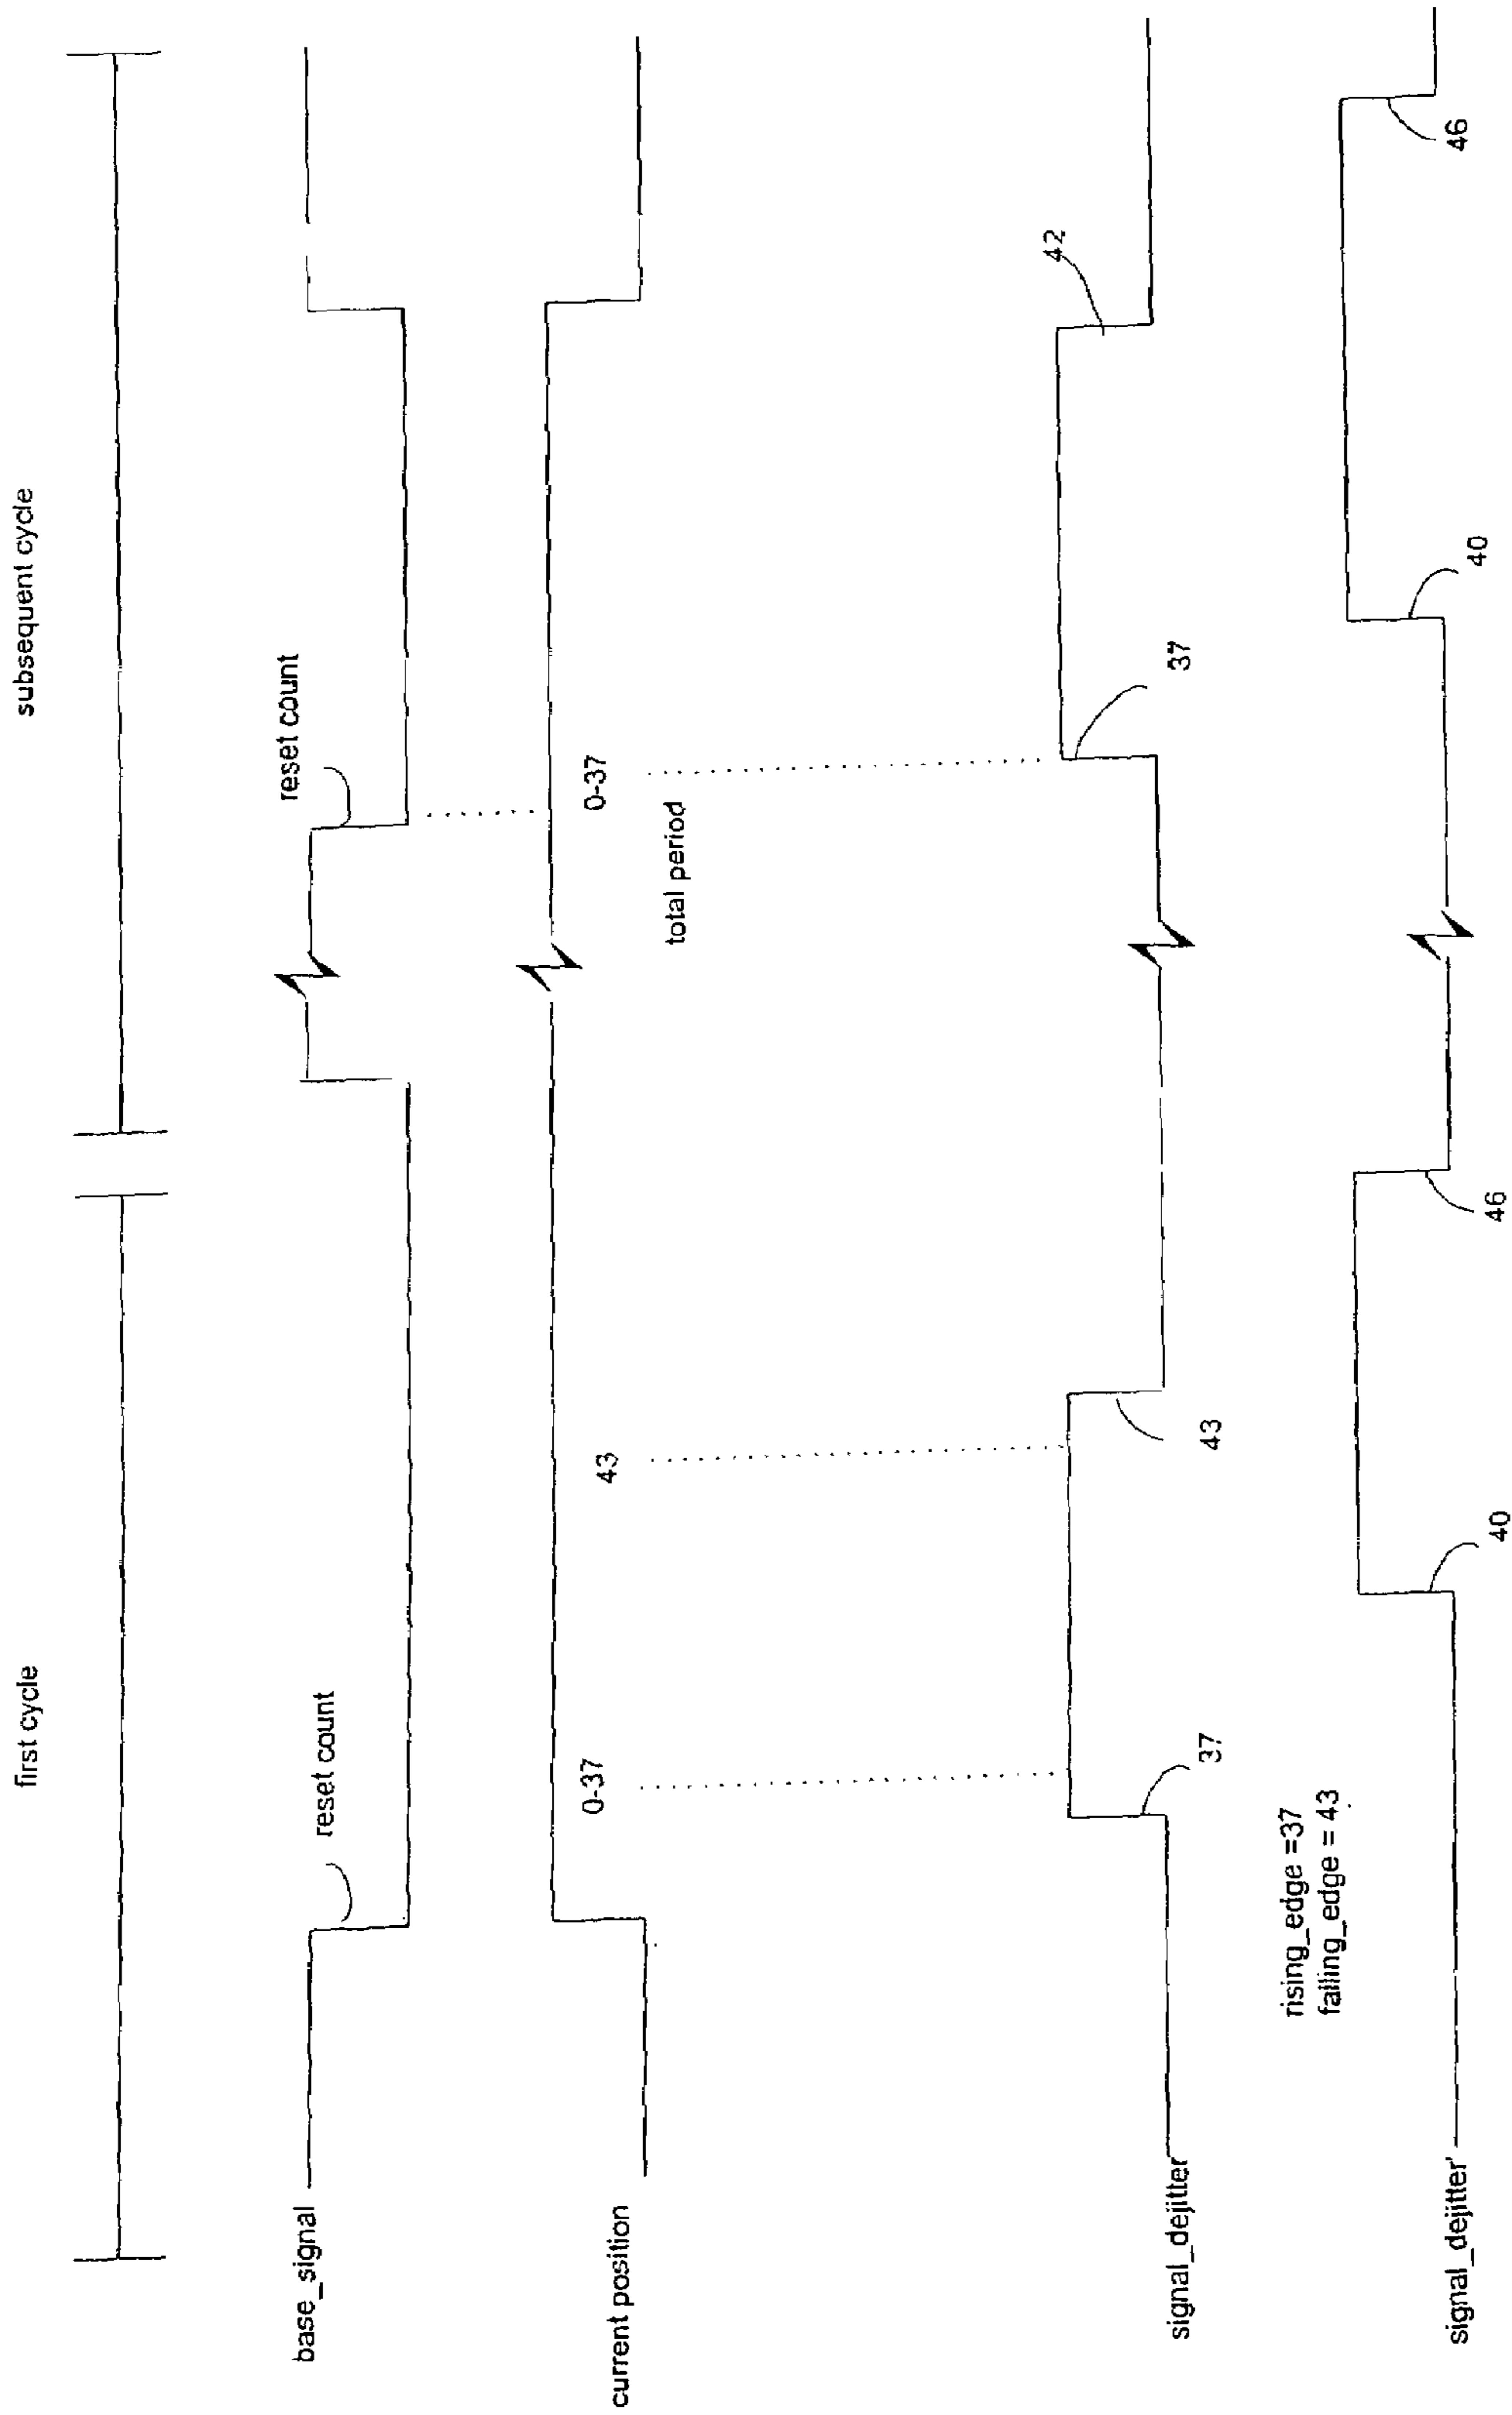 first cycle
subsequent cycle
base_signal
reset count
reset count
current position
0-37
43
0-37
total period
signal_dejitter
37
43
37
42
rising_edge =37
falling_edge = 43
signal_dejitter'
40
46
40
46